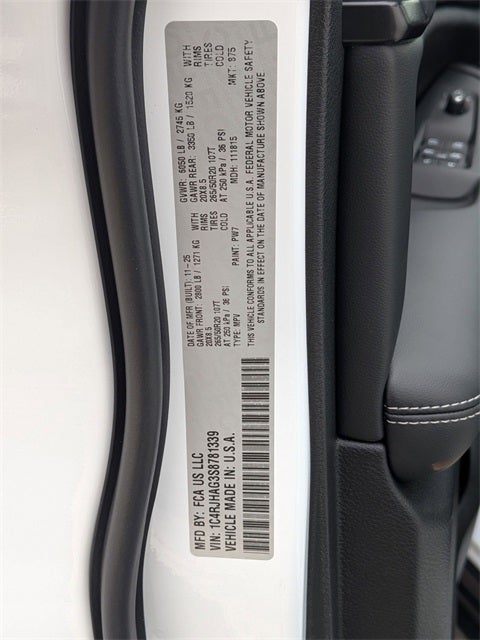 MFD BY: FCA US LLC
VIN: 1C4RJHAG3S8781339
VEHICLE MADE IN: U.S.A.
DATE OF MFR (BUILT): 11-25 GVWR: 6050 LB / 2745 KG
GAWR FRONT: 2800 LB / 1271 KG WITH GAWR REAR: 3350 LB / 1520 KG WITH
20X8.5 RIMS 20X8.5 RIMS
265/50R20 107T TIRES 265/50R20 107T TIRES
AT 250 kPa / 36 PSI COLD AT 250 kPa / 36 PSI COLD
TYPE: MPV PAINT: PW7 MDH: 111815 MKT: 875
THIS VEHICLE CONFORMS TO ALL APPLICABLE U.S.A. FEDERAL MOTOR VEHICLE SAFETY
STANDARDS IN EFFECT ON THE DATE OF MANUFACTURE SHOWN ABOVE